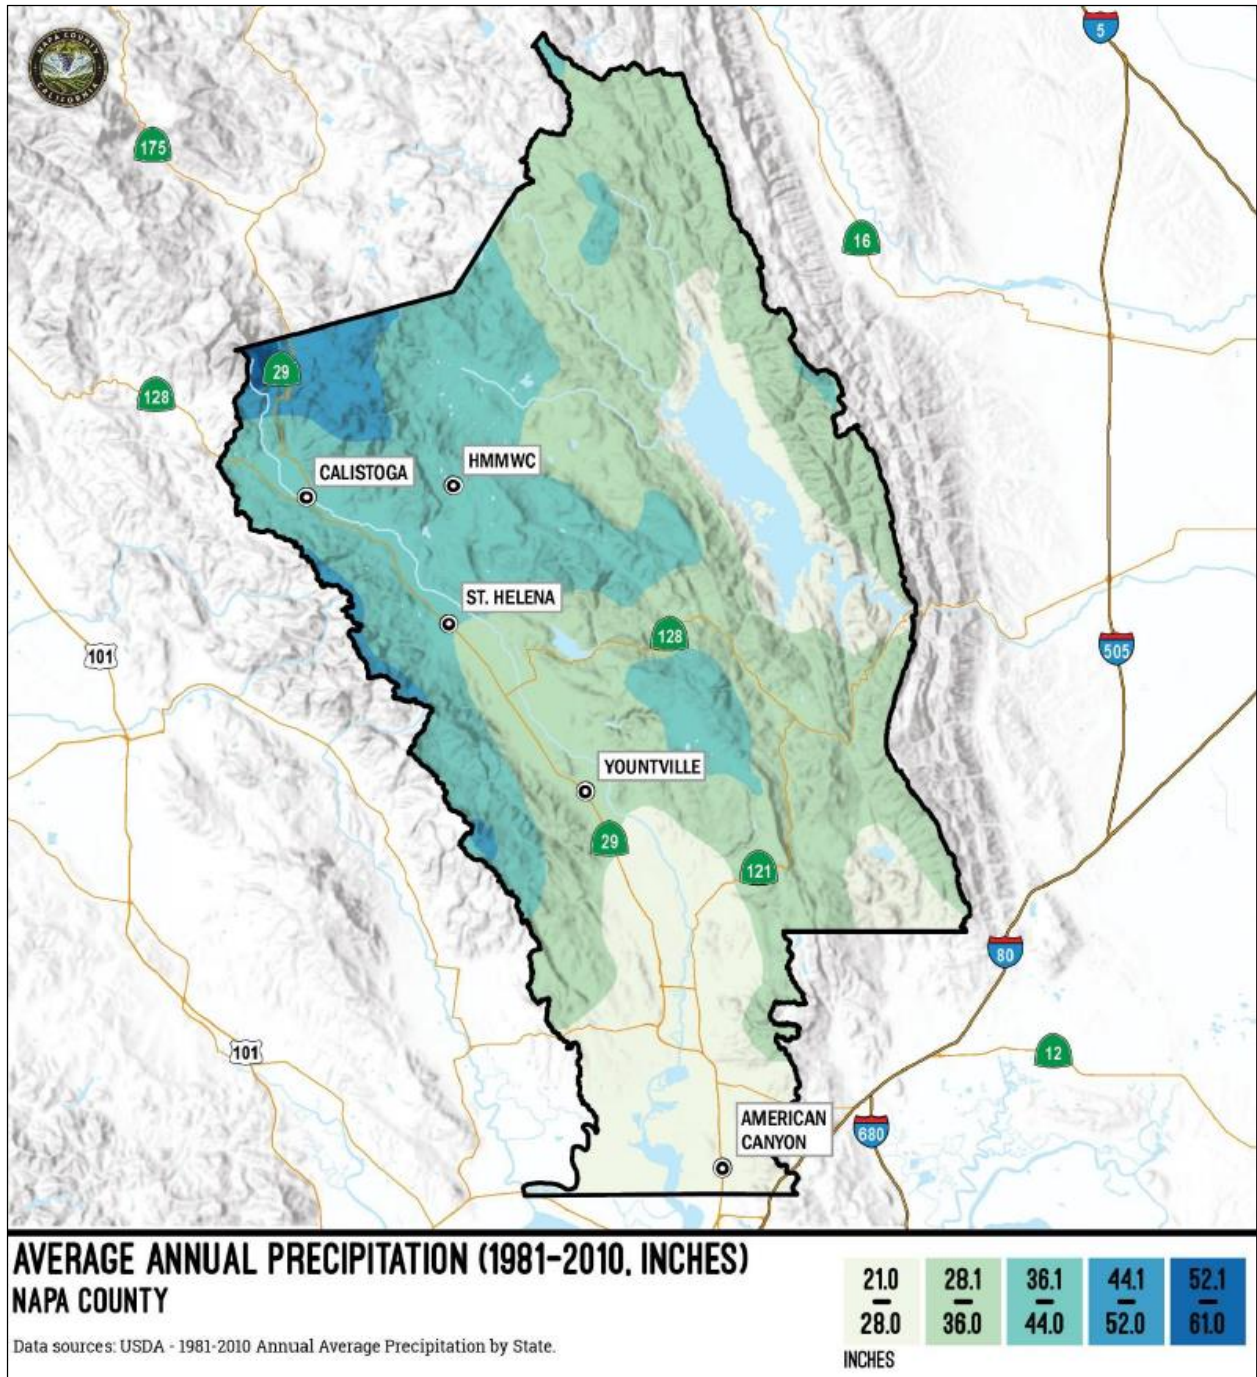 NAPA COUNTY
CALIFORNIA
5
175
16
29
128
CALISTOGA
HMMWC
ST. HELENA
128
101
505
YOUNTVILLE
29
121
80
101
12
AMERICAN
CANYON
680
AVERAGE ANNUAL PRECIPITATION (1981-2010, INCHES)
NAPA COUNTY
Data sources: USDA - 1981-2010 Annual Average Precipitation by State.
21.0 – 28.0
28.1 – 36.0
36.1 – 44.0
44.1 – 52.0
52.1 – 61.0
INCHES